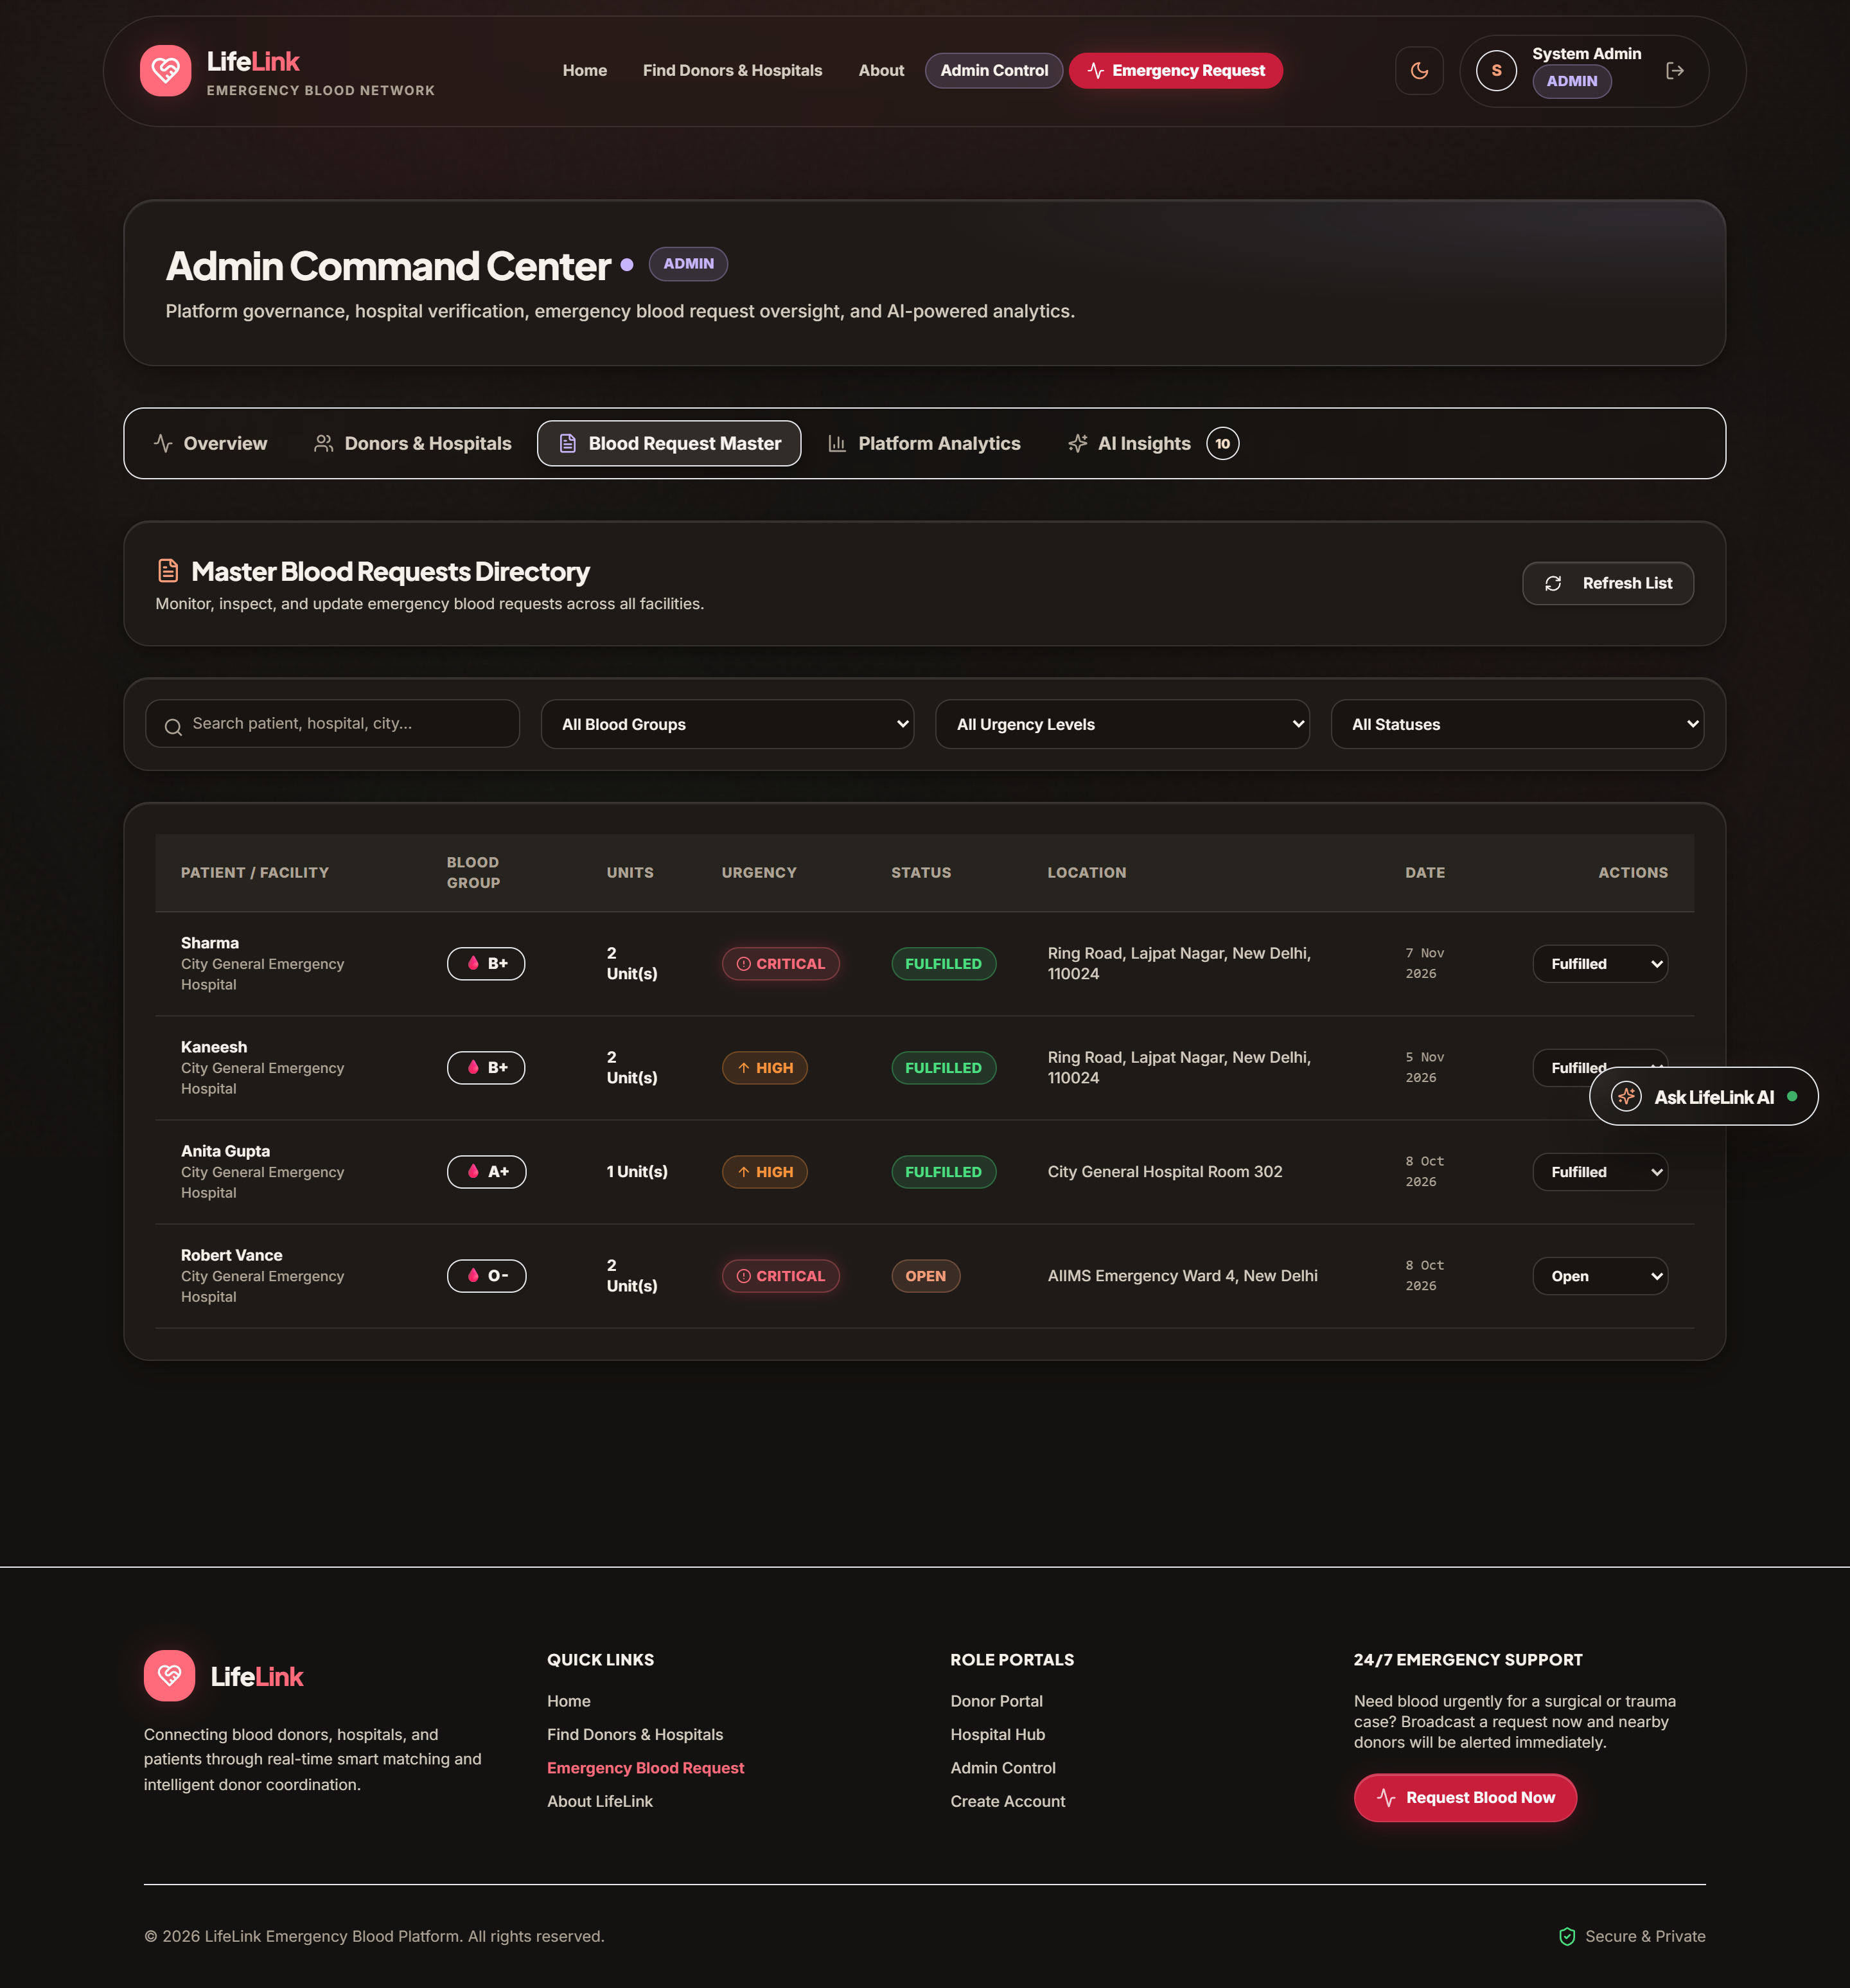 LifeLink
EMERGENCY BLOOD NETWORK
Home
Find Donors & Hospitals
About
Admin Control
Emergency Request
S
System Admin
ADMIN
Admin Command Center
ADMIN
Platform governance, hospital verification, emergency blood request oversight, and AI-powered analytics.
Overview
Donors & Hospitals
Blood Request Master
Platform Analytics
AI Insights
10
Master Blood Requests Directory
Monitor, inspect, and update emergency blood requests across all facilities.
Refresh List
Search patient, hospital, city...
All Blood Groups
All Urgency Levels
All Statuses
PATIENT / FACILITY
BLOOD
GROUP
UNITS
URGENCY
STATUS
LOCATION
DATE
ACTIONS
Sharma
City General Emergency
Hospital
B+
2
Unit(s)
CRITICAL
FULFILLED
Ring Road, Lajpat Nagar, New Delhi,
110024
7 Nov
2026
Fulfilled
Kaneesh
City General Emergency
Hospital
B+
2
Unit(s)
HIGH
FULFILLED
Ring Road, Lajpat Nagar, New Delhi,
110024
5 Nov
2026
Fulfilled
Ask LifeLink AI
Anita Gupta
City General Emergency
Hospital
A+
1 Unit(s)
HIGH
FULFILLED
City General Hospital Room 302
8 Oct
2026
Fulfilled
Robert Vance
City General Emergency
Hospital
O-
2
Unit(s)
CRITICAL
OPEN
AIIMS Emergency Ward 4, New Delhi
8 Oct
2026
Open
LifeLink
Connecting blood donors, hospitals, and
patients through real-time smart matching and
intelligent donor coordination.
QUICK LINKS
Home
Find Donors & Hospitals
Emergency Blood Request
About LifeLink
ROLE PORTALS
Donor Portal
Hospital Hub
Admin Control
Create Account
24/7 EMERGENCY SUPPORT
Need blood urgently for a surgical or trauma
case? Broadcast a request now and nearby
donors will be alerted immediately.
Request Blood Now
© 2026 LifeLink Emergency Blood Platform. All rights reserved.
Secure & Private